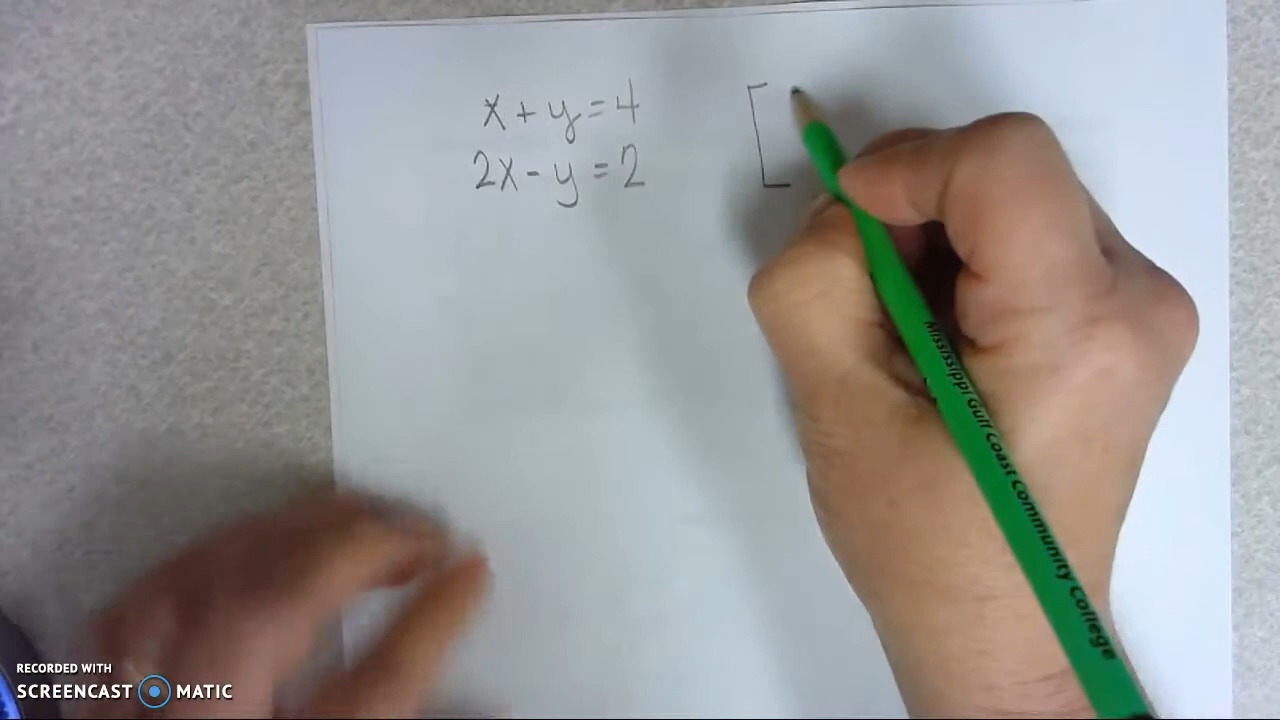 x + y = 4
2x - y = 2
[
Mississippi Gulf Coast Community College
RECORDED WITH
SCREENCAST MATIC